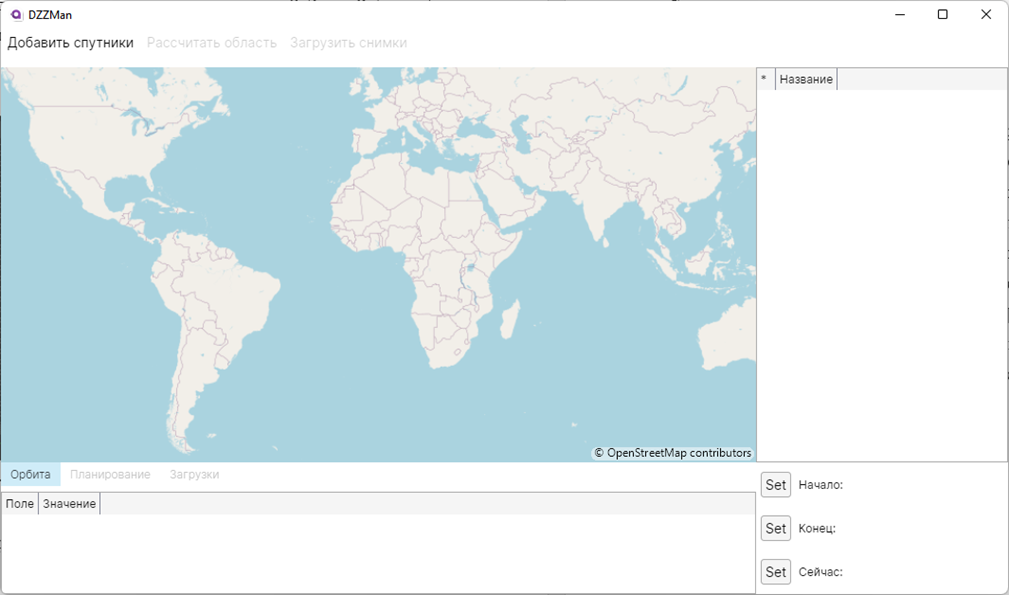 DZZMan
Добавить спутники Рассчитать область Загрузить снимки
* Название
© OpenStreetMap contributors
Орбита Планирование Загрузки
Поле Значение
Set Начало:
Set Конец:
Set Сейчас: